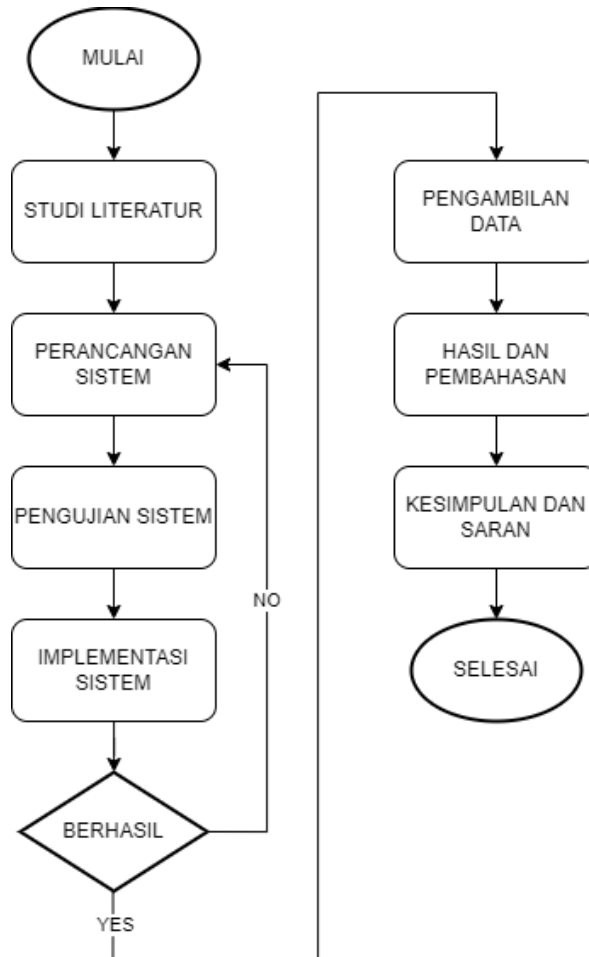 MULAI
STUDI LITERATUR
PERANCANGAN
SISTEM
PENGUJIAN SISTEM
IMPLEMENTASI
SISTEM
BERHASIL
NO
YES
PENGAMBILAN
DATA
HASIL DAN
PEMBAHASAN
KESIMPULAN DAN
SARAN
SELESAI